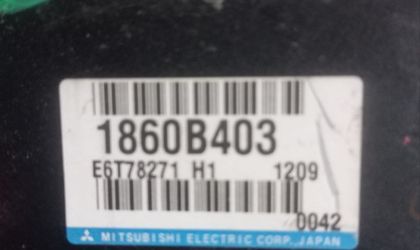 1860B403
E6T78271 H1 1209
0042
MITSUBISHI ELECTRIC CORP., JAPAN